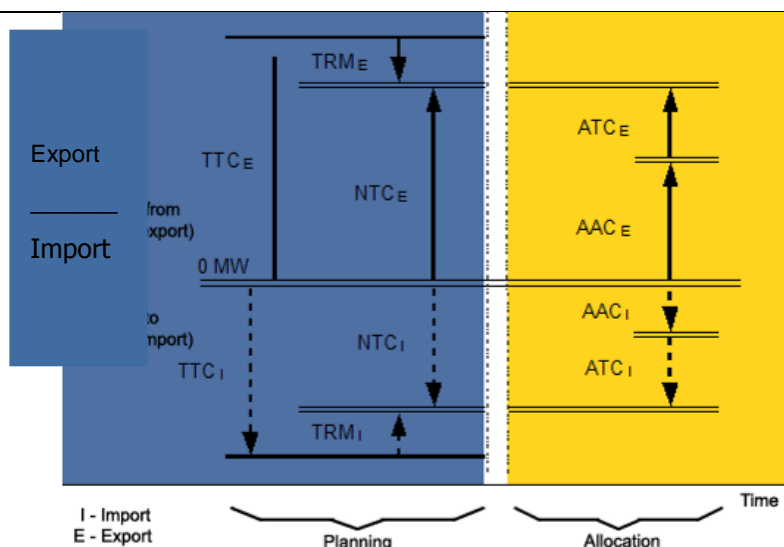 TRM E
Export
TTC E
ATC E
NTC E
from
export)
AAC E
Import
0 MW
AAC I
to
mport)
NTC I
TTC I
ATC I
TRM I
Time
I - Import
E - Export
Planning
Allocation